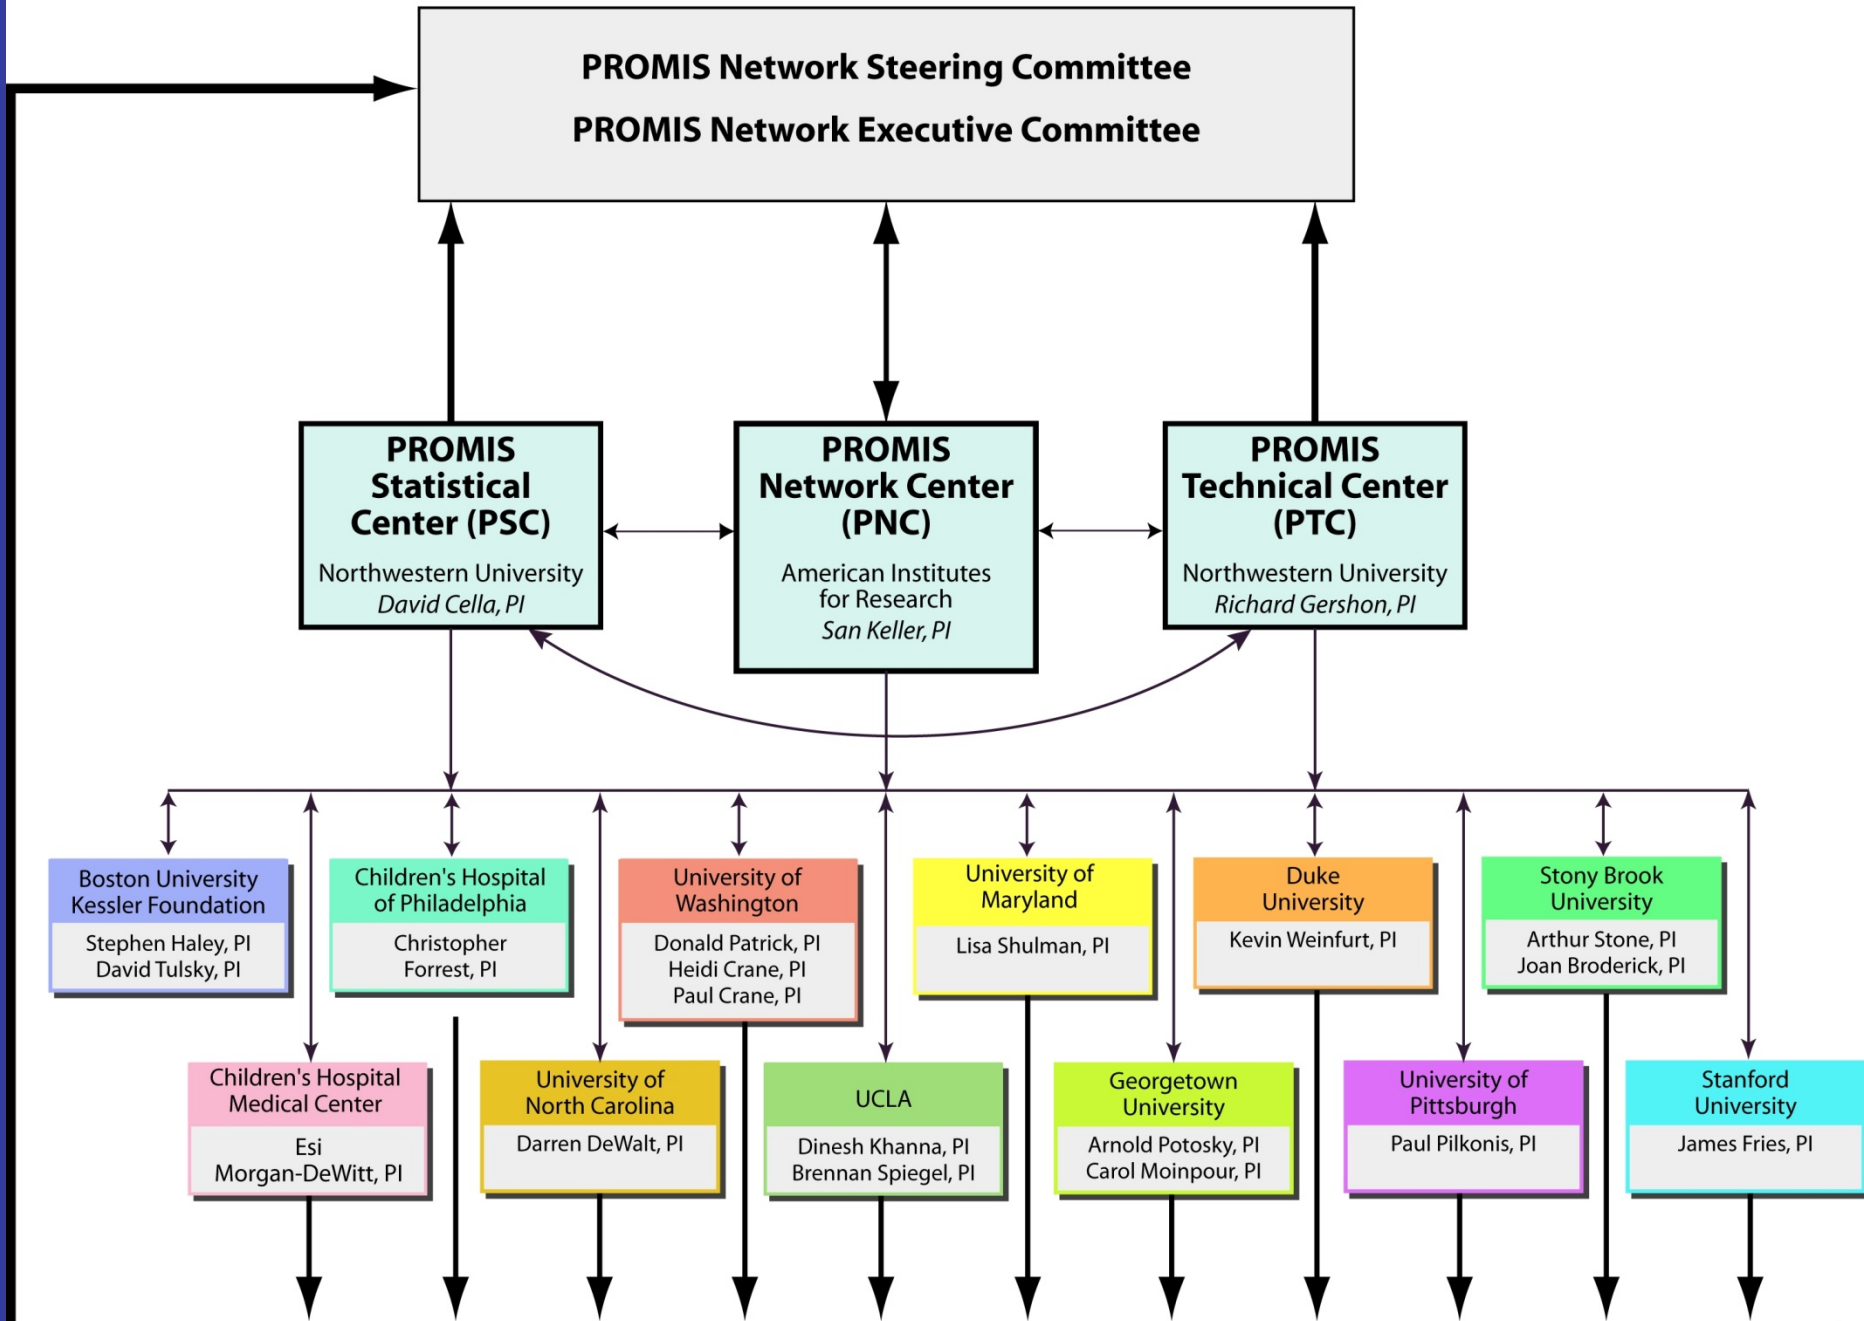 PROMIS Network Steering Committee
PROMIS Network Executive Committee
PROMIS
Statistical
Center (PSC)
Northwestern University
David Cella, PI
PROMIS
Network Center
(PNC)
American Institutes
for Research
San Keller, PI
PROMIS
Technical Center
(PTC)
Northwestern University
Richard Gershon, PI
Boston University
Kessler Foundation
Stephen Haley, PI
David Tulsky, PI
Children's Hospital
of Philadelphia
Christopher
Forrest, PI
University of
Washington
Donald Patrick, PI
Heidi Crane, PI
Paul Crane, PI
University of
Maryland
Lisa Shulman, PI
Duke
University
Kevin Weinfurt, PI
Stony Brook
University
Arthur Stone, PI
Joan Broderick, PI
Children's Hospital
Medical Center
Esi
Morgan-DeWitt, PI
University of
North Carolina
Darren DeWalt, PI
UCLA
Dinesh Khanna, PI
Brennan Spiegel, PI
Georgetown
University
Arnold Potosky, PI
Carol Moinpour, PI
University of
Pittsburgh
Paul Pilkonis, PI
Stanford
University
James Fries, PI